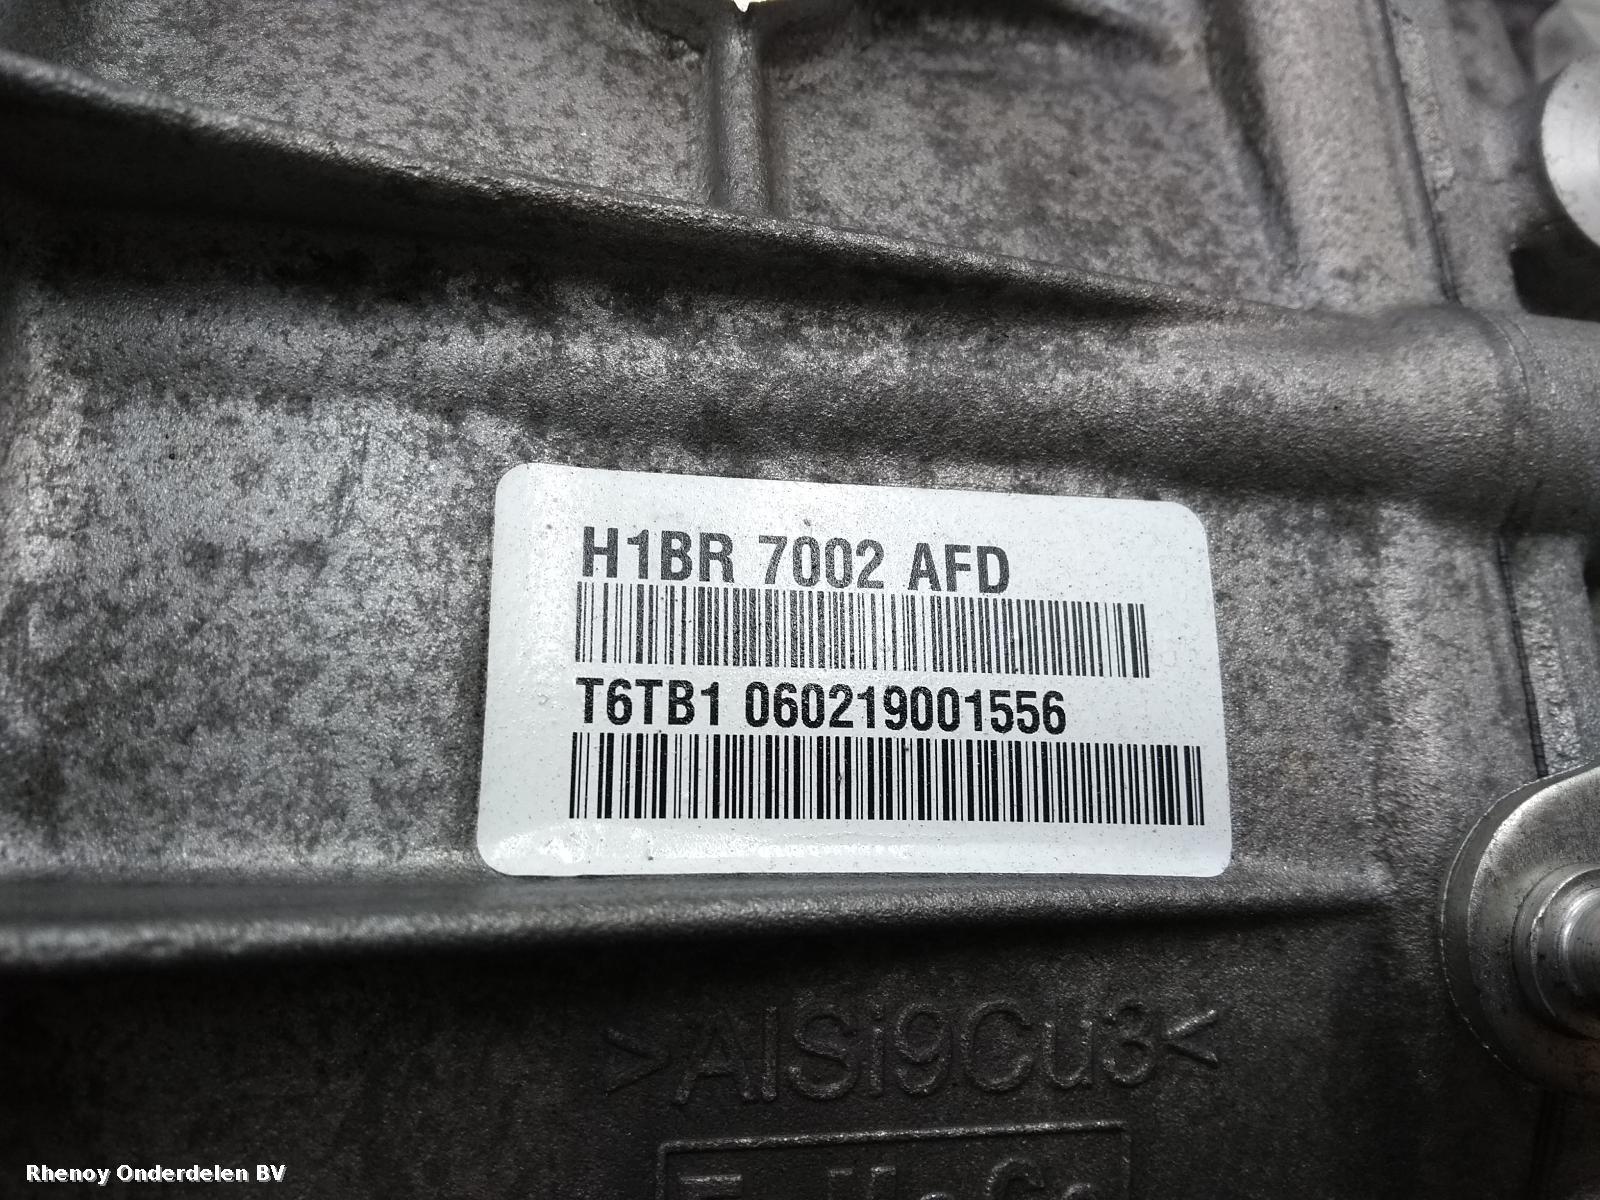 H1BR 7002 AFD
T6TB1 060219001556
>AlSi9Cu3<
Rhenoy Onderdelen BV